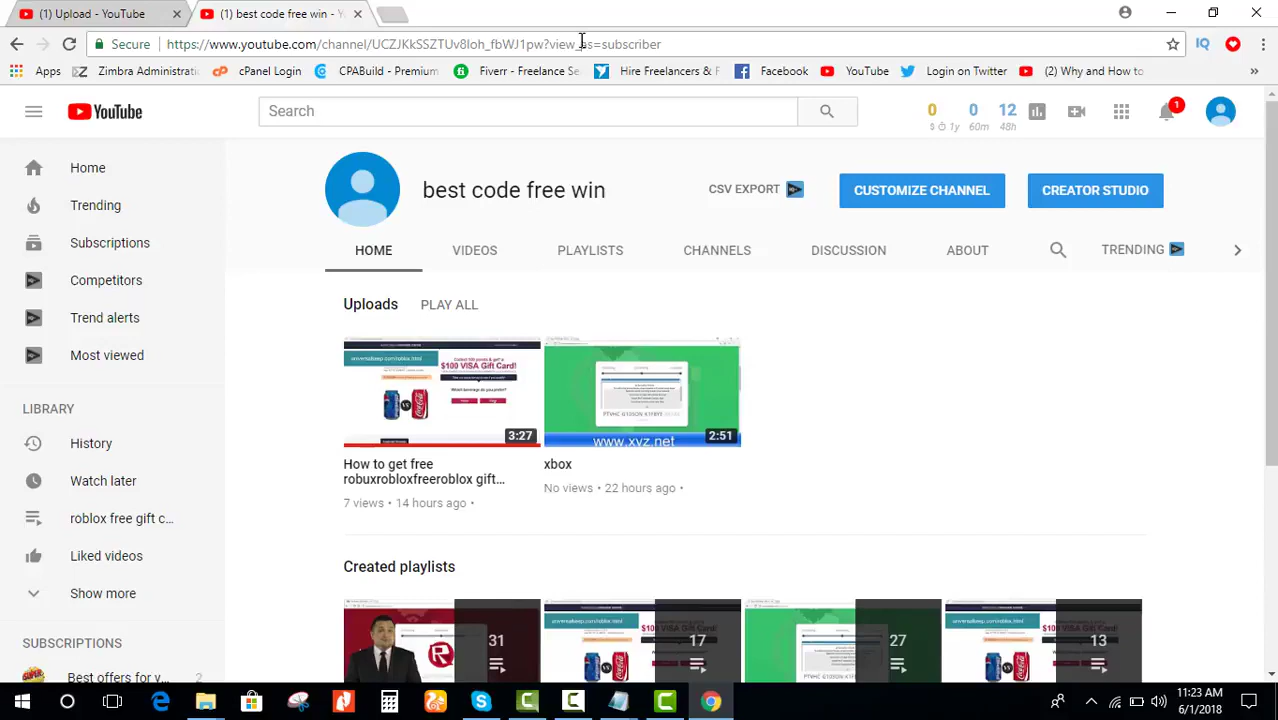 (1) Upload - YouTube
(1) best code free win - Y
Secure
https://www.youtube.com/channel/UCZJKkSSZTUv8loh_fbWJ1pw?view_as=subscriber
Apps
Zimbra Administrati
cPanel Login
CPABuild - Premium
Fiverr - Freelance Se
Hire Freelancers & F
Facebook
YouTube
Login on Twitter
(2) Why and How to
YouTube
Search
0
0
12
$ 1y
60m
48h
1
Home
Trending
Subscriptions
Competitors
Trend alerts
Most viewed
LIBRARY
History
Watch later
roblox free gift c...
Liked videos
Show more
SUBSCRIPTIONS
2
best code free win
CSV EXPORT
CUSTOMIZE CHANNEL
CREATOR STUDIO
HOME
VIDEOS
PLAYLISTS
CHANNELS
DISCUSSION
ABOUT
TRENDING
Uploads
PLAY ALL
$100 VISA Gift Card!
3:27
www.xyz.net
2:51
How to get free
robuxrobloxfreeroblox gift...
7 views • 14 hours ago •
xbox
No views • 22 hours ago •
Created playlists
31
17
27
13
11:23 AM
6/1/2018